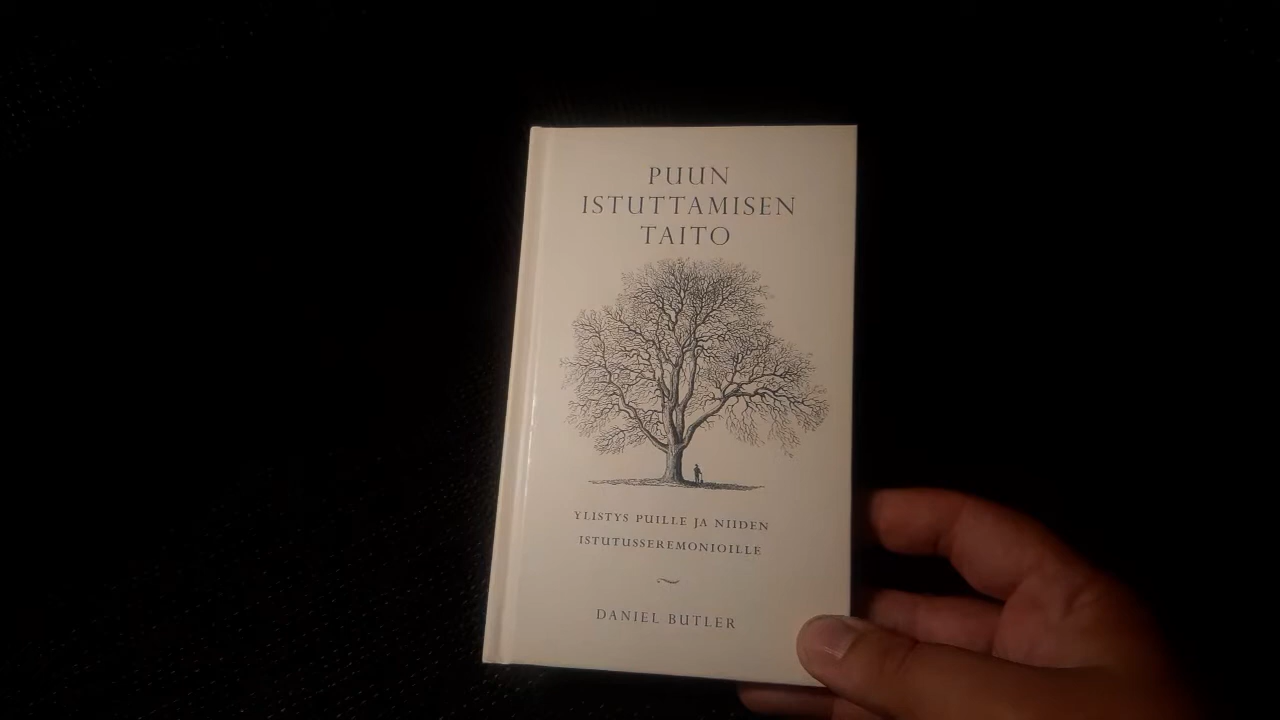 PUUN
ISTUTTAMISEN
TAITO
YLISTYS PUILLE JA NIIDEN
ISTUTUSSEREMONIOILLE
DANIEL BUTLER